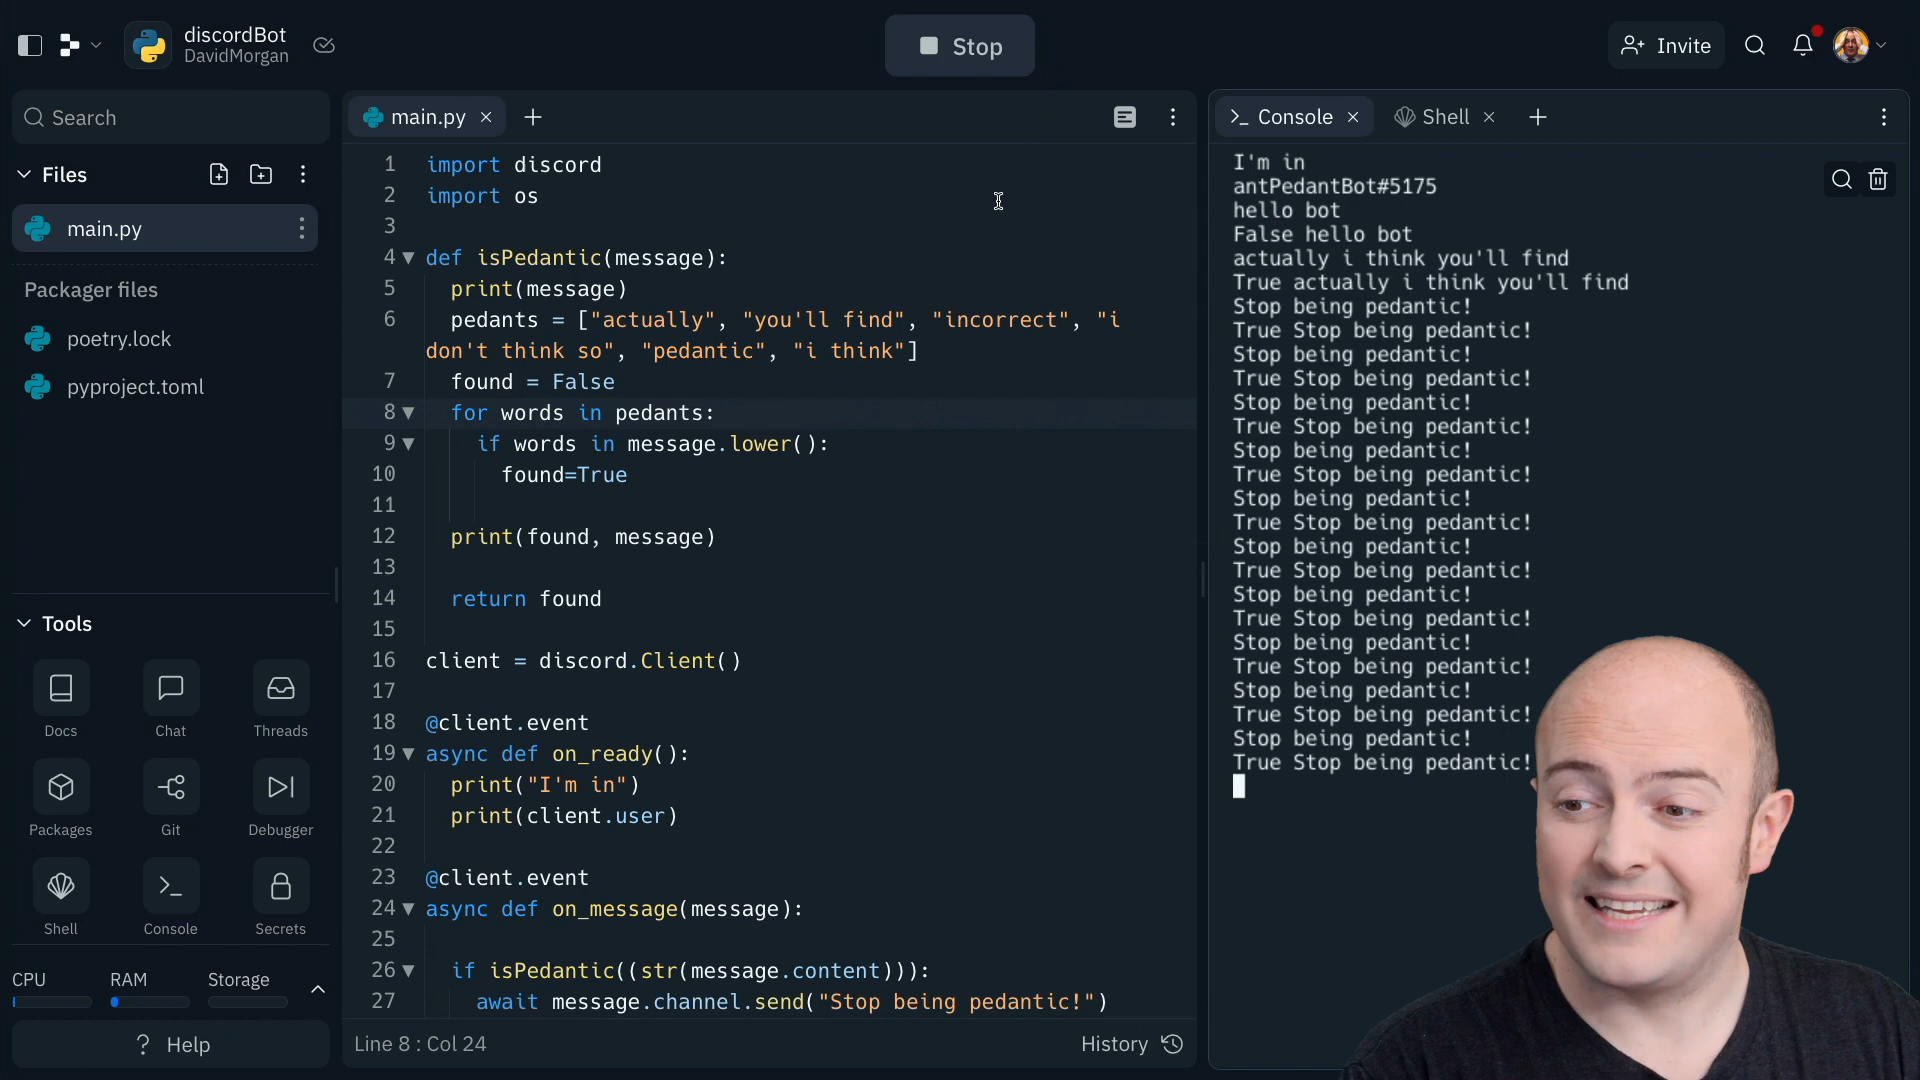 discordBot
DavidMorgan
Stop
Invite
Search
Files
main.py
Packager files
poetry.lock
pyproject.toml
Tools
Docs
Chat
Threads
Packages
Git
Debugger
Shell
Console
Secrets
CPU
RAM
Storage
? Help
main.py
1 import discord
2 import os
3
4 def isPedantic(message):
5 print(message)
6 pedants = ["actually", "you'll find", "incorrect", "i
don't think so", "pedantic", "i think"]
7 found = False
8 for words in pedants:
9 if words in message.lower():
10 found=True
11
12 print(found, message)
13
14 return found
15
16 client = discord.Client()
17
18 @client.event
19 async def on_ready():
20 print("I'm in")
21 print(client.user)
22
23 @client.event
24 async def on_message(message):
25
26 if isPedantic((str(message.content))):
27 await message.channel.send("Stop being pedantic!")
Line 8 : Col 24
History
Console
Shell
I'm in
antPedantBot#5175
hello bot
False hello bot
actually i think you'll find
True actually i think you'll find
Stop being pedantic!
True Stop being pedantic!
Stop being pedantic!
True Stop being pedantic!
Stop being pedantic!
True Stop being pedantic!
Stop being pedantic!
True Stop being pedantic!
Stop being pedantic!
True Stop being pedantic!
Stop being pedantic!
True Stop being pedantic!
Stop being pedantic!
True Stop being pedantic!
Stop being pedantic!
True Stop being pedantic!
Stop being pedantic!
True Stop being pedantic!
Stop being pedantic!
True Stop being pedantic!